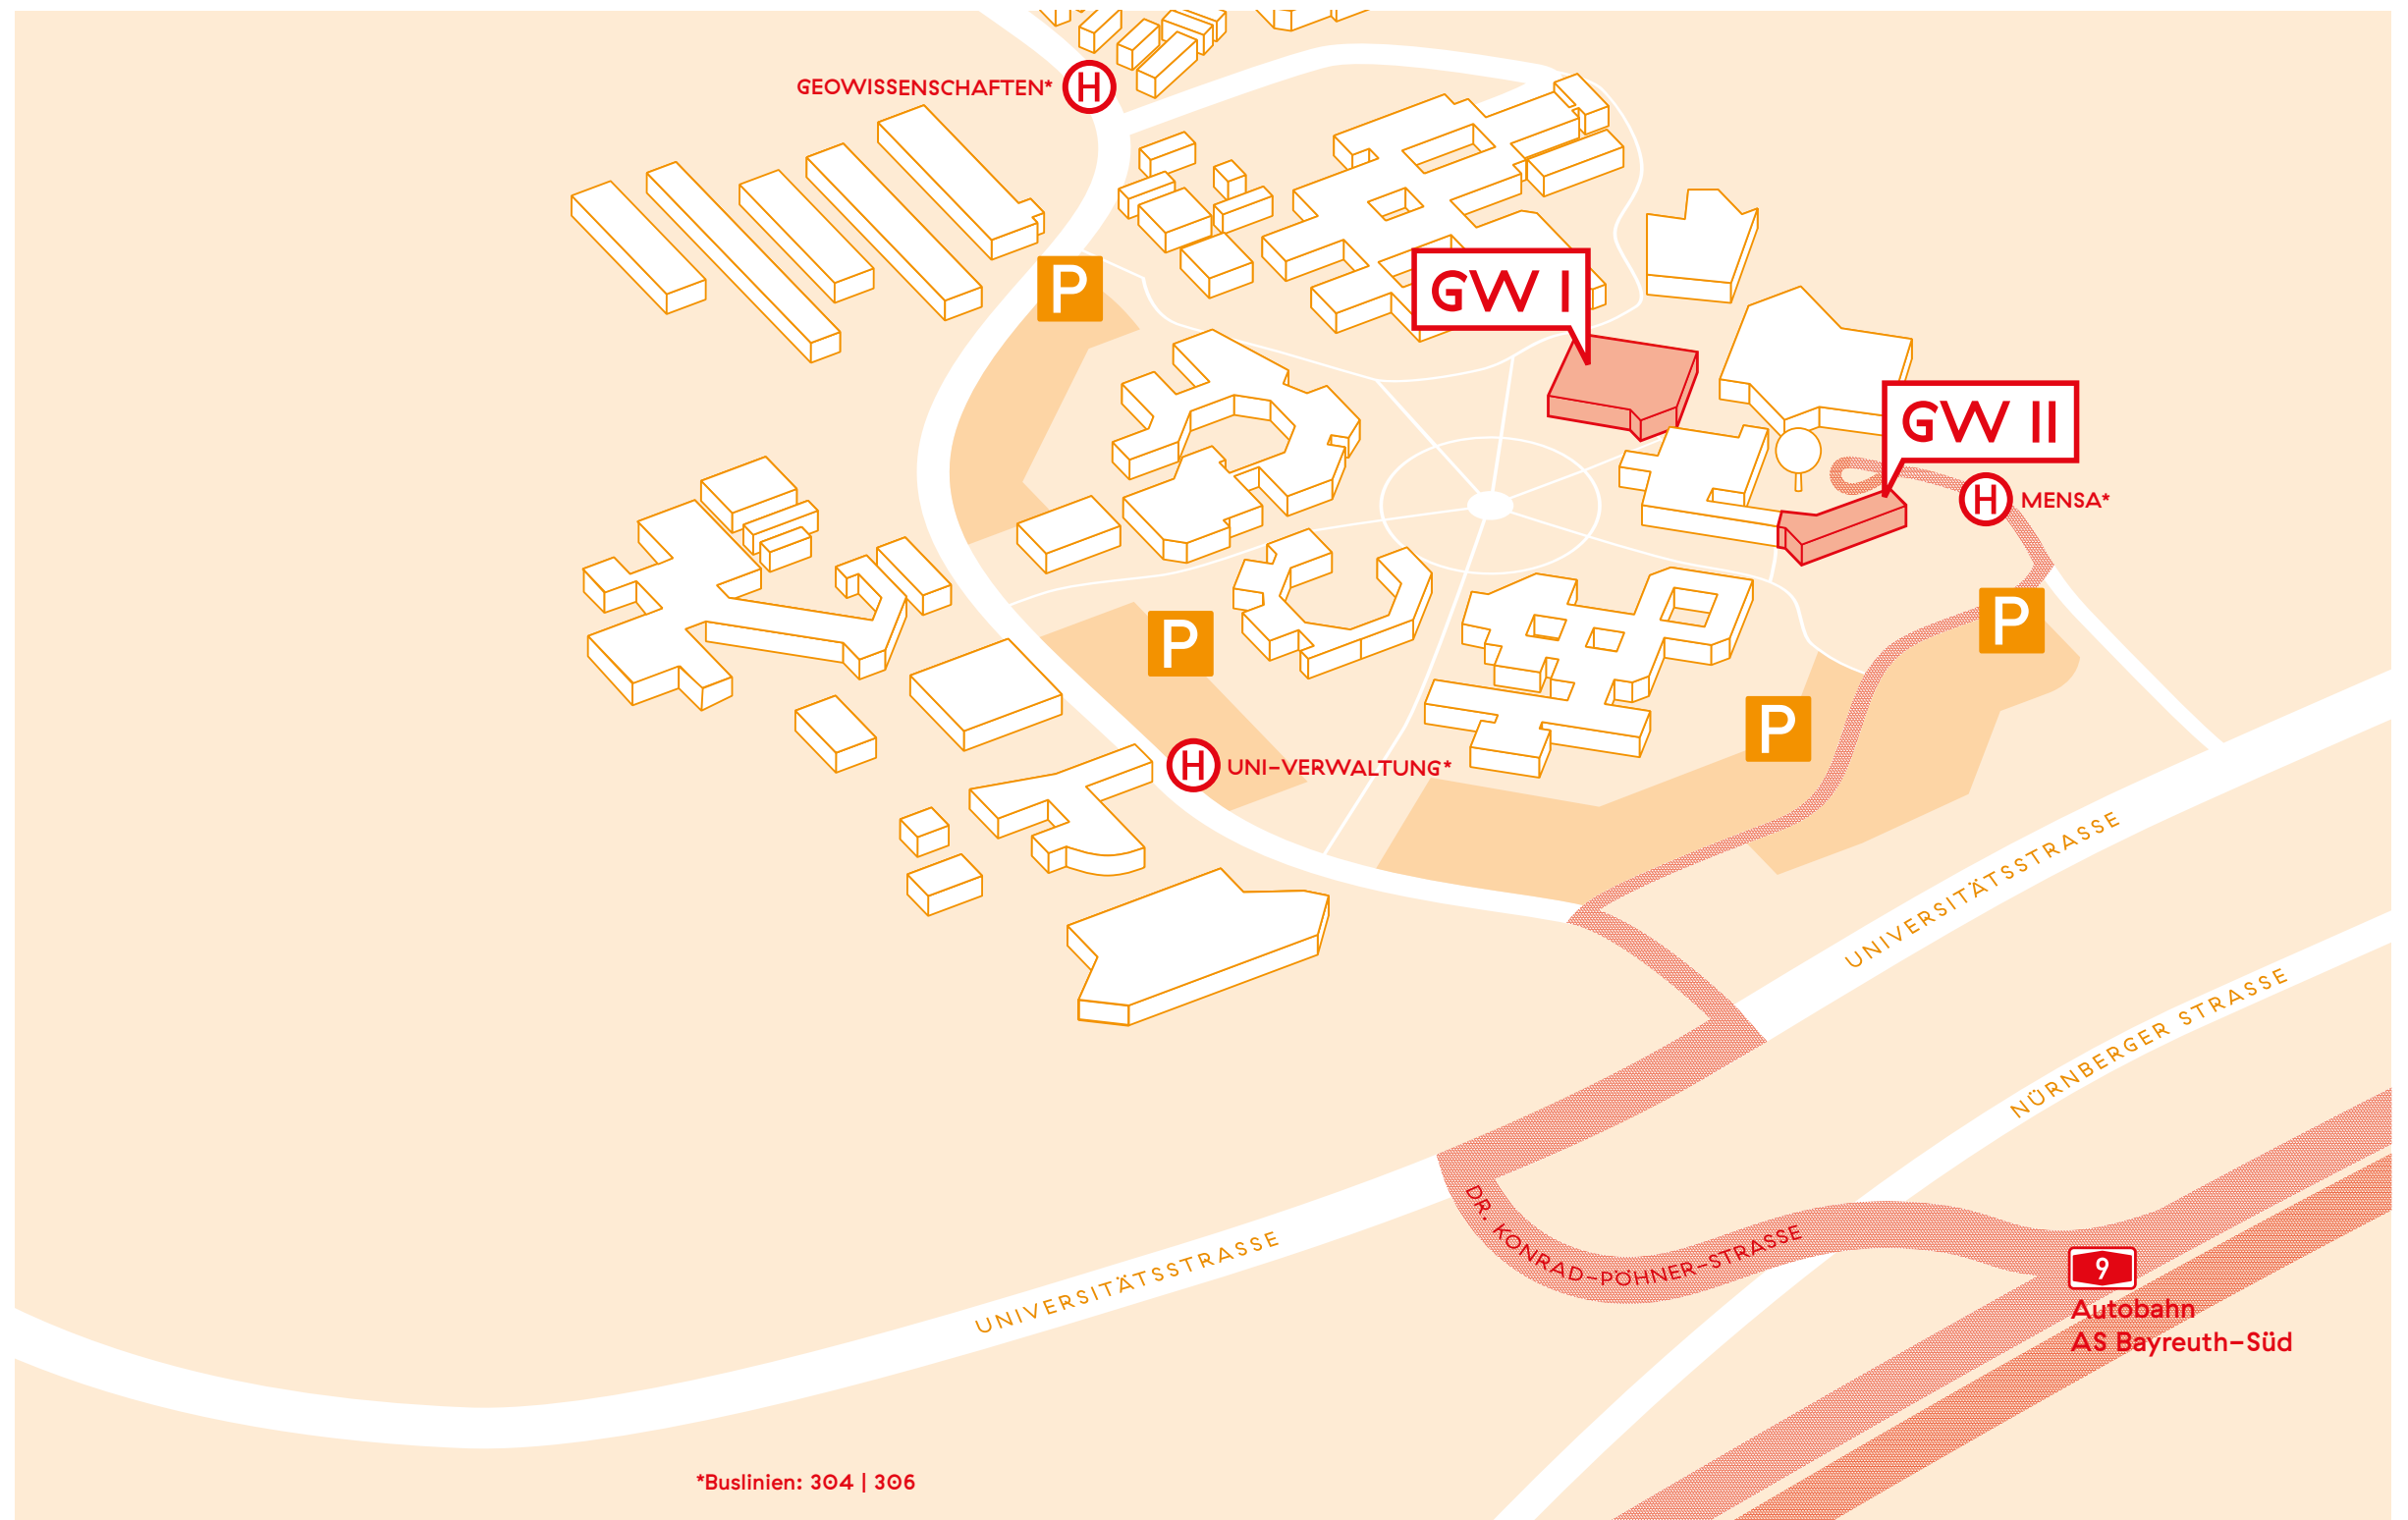 GEOWISSENSCHAFTEN* H
P
GW I
GW II
H MENSA*
P
P
P
H UNI-VERWALTUNG*
UNIVERSITÄTSSTRASSE
NÜRNBERGER STRASSE
DR. KONRAD-PÖHNER-STRASSE
UNIVERSITÄTSSTRASSE
9
Autobahn
AS Bayreuth-Süd
*Buslinien: 304 | 306